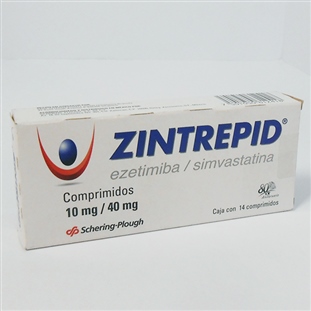 ZINTREPID®
ezetimiba / simvastatina
Comprimidos
10 mg / 40 mg
Schering-Plough
Caja con 14 comprimidos